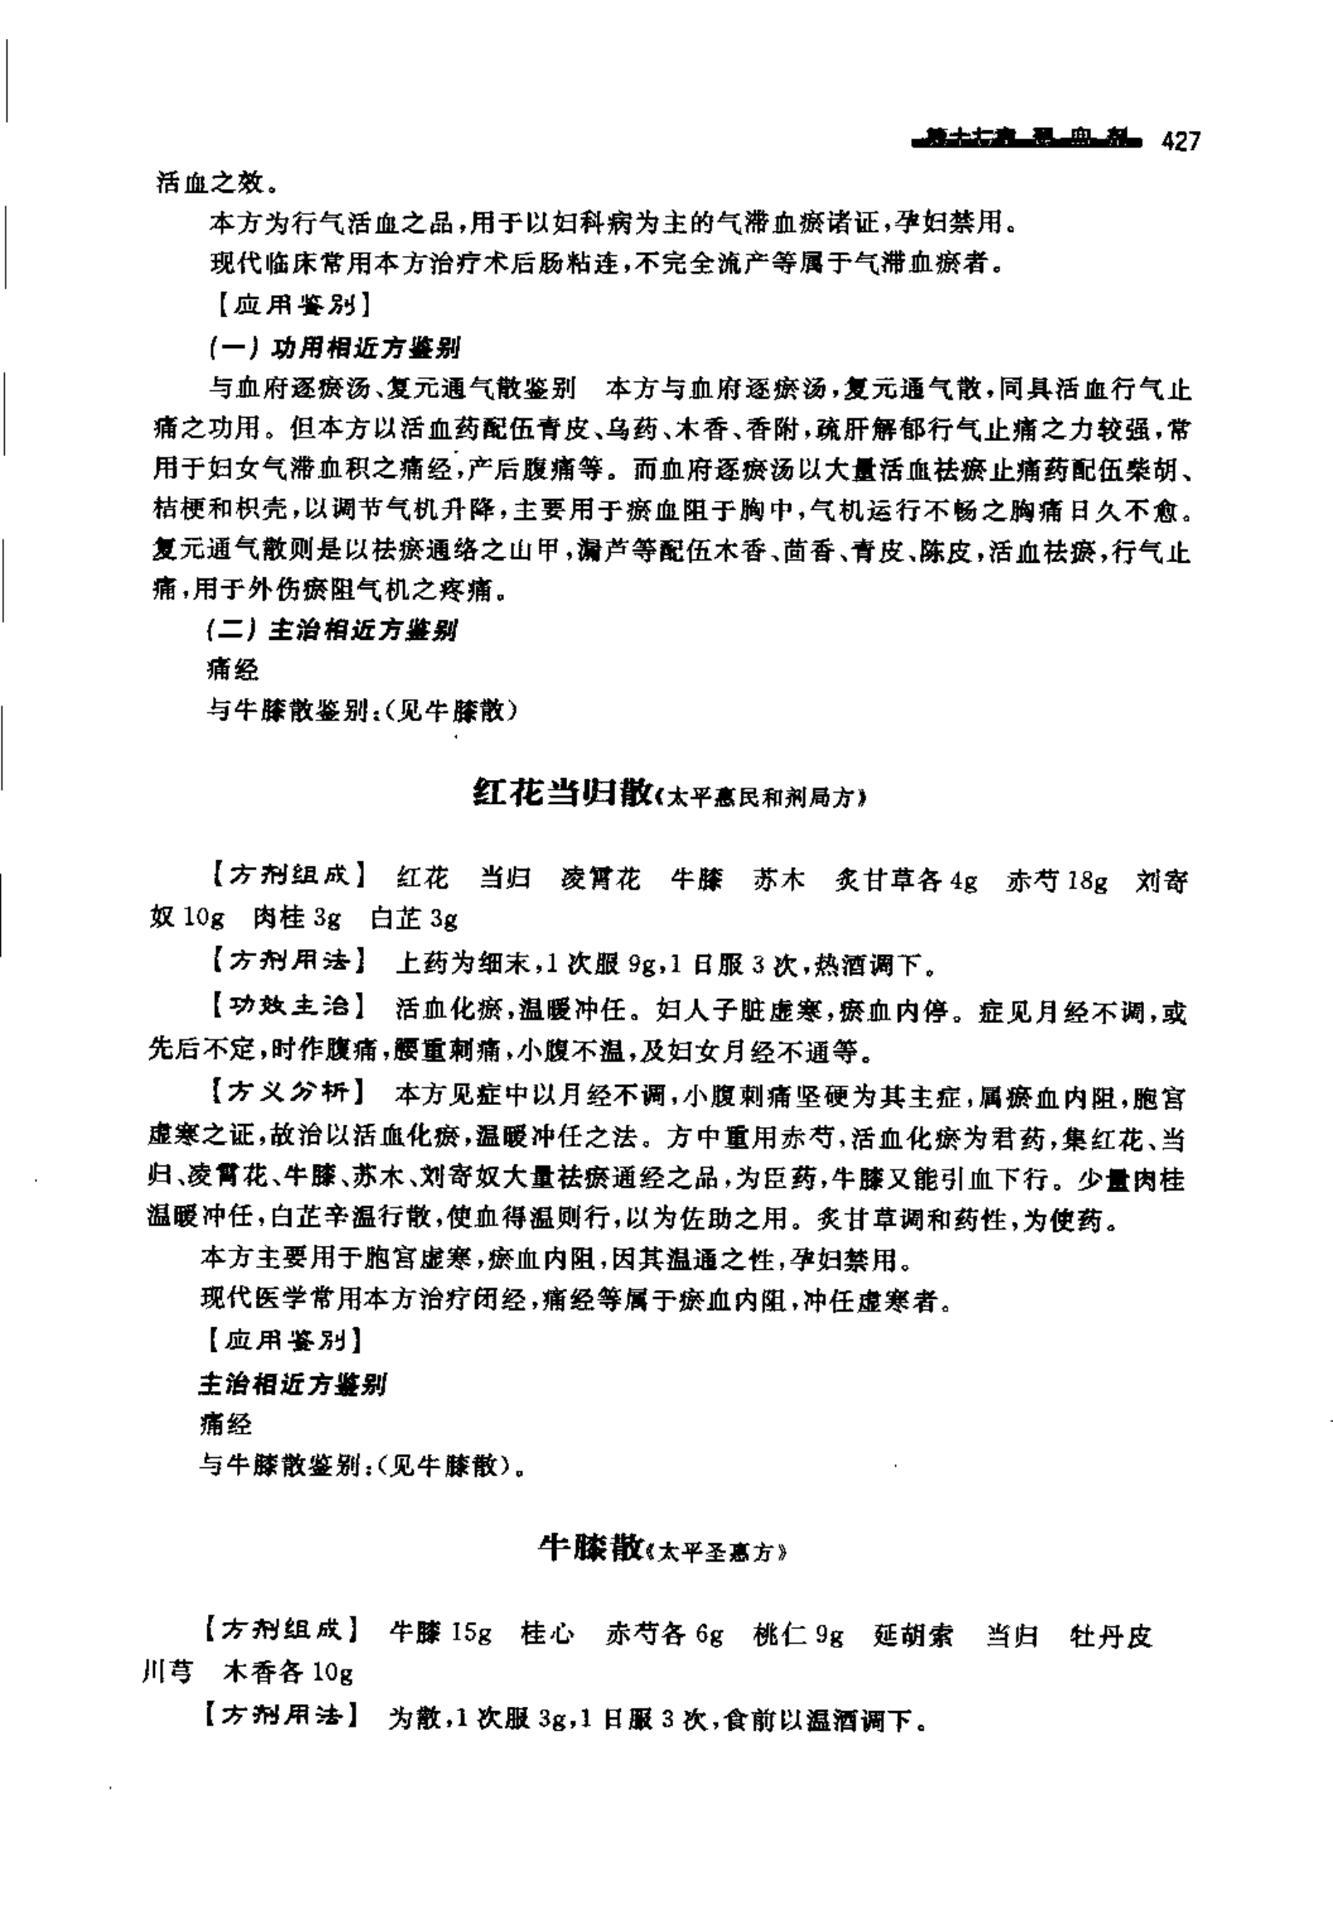 第十七章 理血剂 427
活血之效。
本方为行气活血之品,用于以妇科病为主的气滞血瘀诸证,孕妇禁用。
现代临床常用本方治疗术后肠粘连,不完全流产等属于气滞血瘀者。
【应用鉴别】
(一)功用相近方鉴别
与血府逐瘀汤、复元通气散鉴别 本方与血府逐瘀汤,复元通气散,同具活血行气止
痛之功用。但本方以活血药配伍青皮、乌药、木香、香附,疏肝解郁行气止痛之力较强,常
用于妇女气滞血积之痛经,产后腹痛等。而血府逐瘀汤以大量活血祛瘀止痛药配伍柴胡、
桔梗和枳壳,以调节气机升降,主要用于瘀血阻于胸中,气机运行不畅之胸痛日久不愈。
复元通气散则是以祛瘀通络之山甲,漏芦等配伍木香、茴香、青皮、陈皮,活血祛瘀,行气止
痛,用于外伤瘀阻气机之疼痛。
(二)主治相近方鉴别
痛经
与牛膝散鉴别:(见牛膝散)
红花当归散《太平惠民和剂局方》
【方剂组成】 红花 当归 凌霄花 牛膝 苏木 炙甘草各4g 赤芍18g 刘寄
奴10g 肉桂3g 白芷3g
【方剂用法】 上药为细末,1次服9g,1日服3次,热酒调下。
【功效主治】 活血化瘀,温暖冲任。妇人子脏虚寒,瘀血内停。症见月经不调,或
先后不定,时作腹痛,腰重刺痛,小腹不温,及妇女月经不通等。
【方义分析】 本方见症中以月经不调,小腹刺痛坚硬为其主症,属瘀血内阻,胞宫
虚寒之证,故治以活血化瘀,温暖冲任之法。方中重用赤芍,活血化瘀为君药,集红花、当
归、凌霄花、牛膝、苏木、刘寄奴大量祛瘀通经之品,为臣药,牛膝又能引血下行。少量肉桂
温暖冲任,白芷辛温行散,使血得温则行,以为佐助之用。炙甘草调和药性,为使药。
本方主要用于胞宫虚寒,瘀血内阻,因其温通之性,孕妇禁用。
现代医学常用本方治疗闭经,痛经等属于瘀血内阻,冲任虚寒者。
【应用鉴别】
主治相近方鉴别
痛经
与牛膝散鉴别:(见牛膝散)。
牛膝散《太平圣惠方》
【方剂组成】 牛膝15g 桂心 赤芍各6g 桃仁9g 延胡索 当归 牡丹皮
川芎 木香各10g
【方剂用法】 为散,1次服3g,1日服3次,食前以温酒调下。